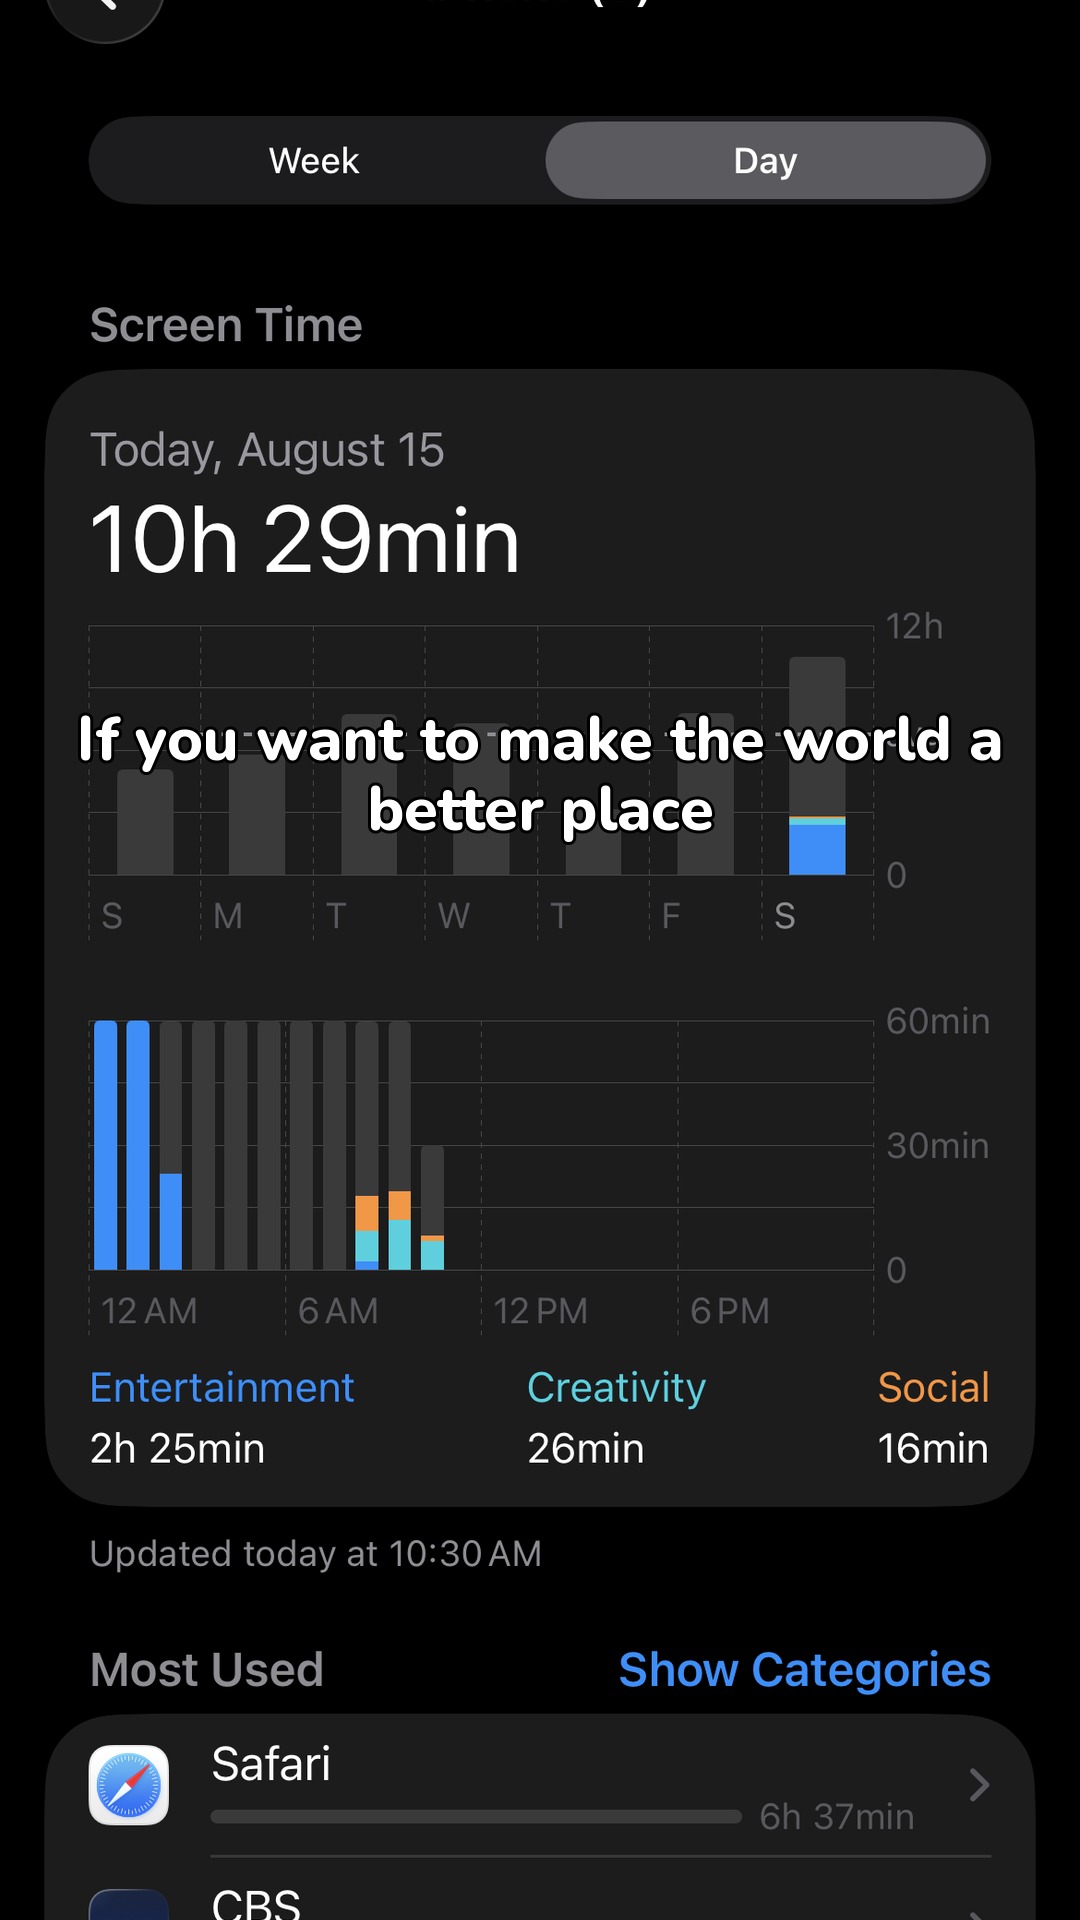 Week
Day
Screen Time
Today, August 15
10h 29min
12h
If you want to make the world a
better place
0
S M T W T F S
60min
30min
0
12 AM 6 AM 12 PM 6 PM
Entertainment Creativity Social
2h 25min 26min 16min
Updated today at 10:30 AM
Most Used Show Categories
Safari
6h 37min
CBS